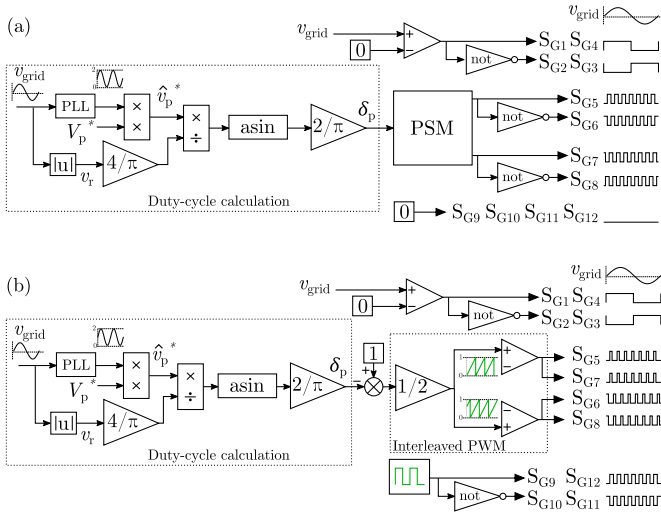 (a)
v_grid
v_grid
+
−
0
not
S_G1 S_G4
S_G2 S_G3
v_grid
2
0
PLL
×
×
V_p*
v̂_p*
×
÷
asin
2/π
δ_p
PSM
not
S_G5
S_G6
|u|
v_r
4/π
not
S_G7
S_G8
Duty-cycle calculation
0
S_G9 S_G10 S_G11 S_G12
(b)
v_grid
v_grid
+
−
0
not
S_G1 S_G4
S_G2 S_G3
v_grid
2
0
PLL
×
×
V_p*
v̂_p*
×
÷
asin
2/π
δ_p
1
+
−
1/2
1
0
+
−
S_G5
S_G7
1
0
−
+
S_G6
S_G8
|u|
v_r
4/π
Duty-cycle calculation
Interleaved PWM
not
S_G9 S_G12
S_G10 S_G11